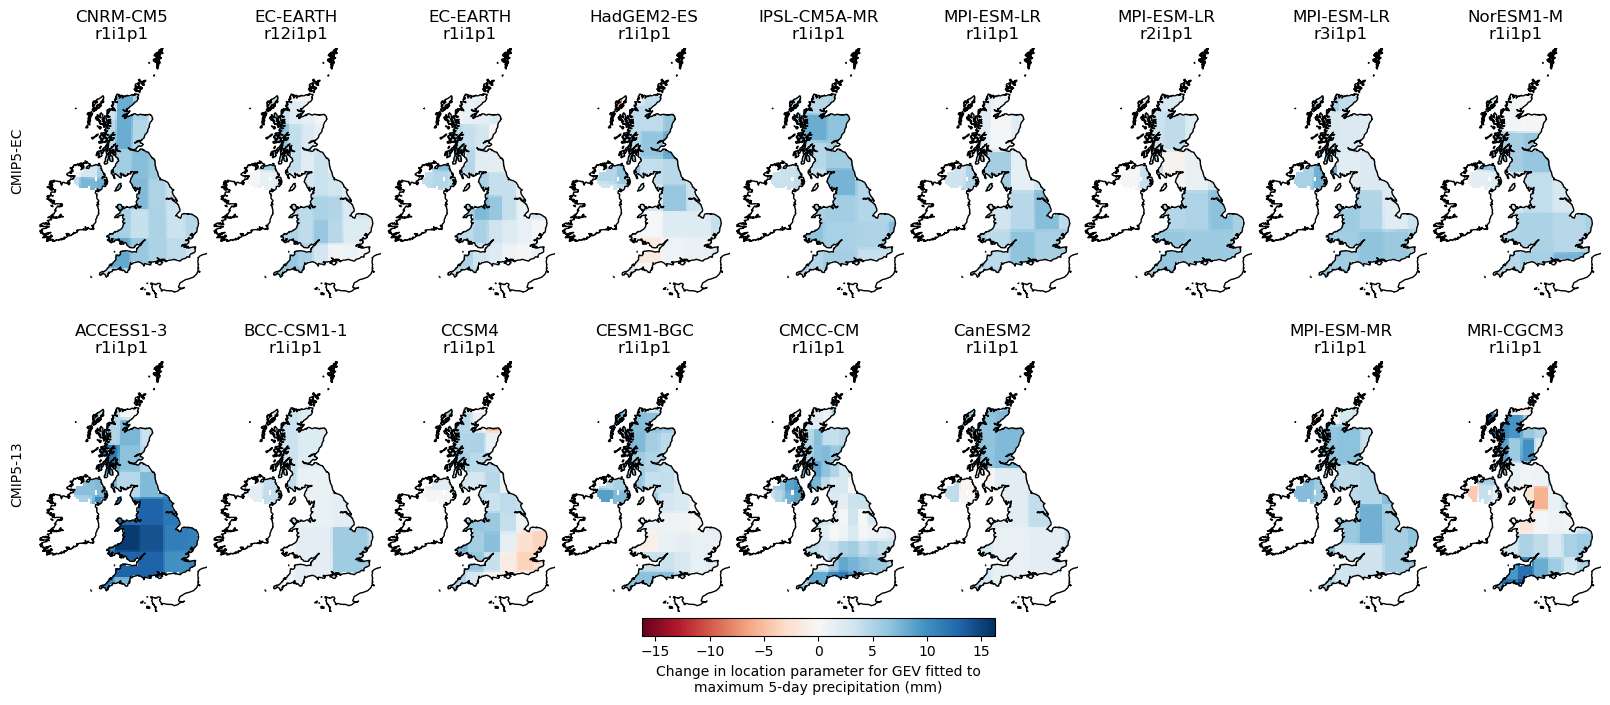 CNRM-CM5 EC-EARTH EC-EARTH HadGEM2-ES IPSL-CM5A-MR MPI-ESM-LR MPI-ESM-LR MPI-ESM-LR NorESM1-M
r1i1p1 r12i1p1 r1i1p1 r1i1p1 r1i1p1 r1i1p1 r2i1p1 r3i1p1 r1i1p1
CMIP5-EC
ACCESS1-3 BCC-CSM1-1 CCSM4 CESM1-BGC CMCC-CM CanESM2 MPI-ESM-MR MRI-CGCM3
r1i1p1 r1i1p1 r1i1p1 r1i1p1 r1i1p1 r1i1p1 r1i1p1 r1i1p1
CMIP5-13
−15 −10 −5 0 5 10 15
Change in location parameter for GEV fitted to
maximum 5-day precipitation (mm)